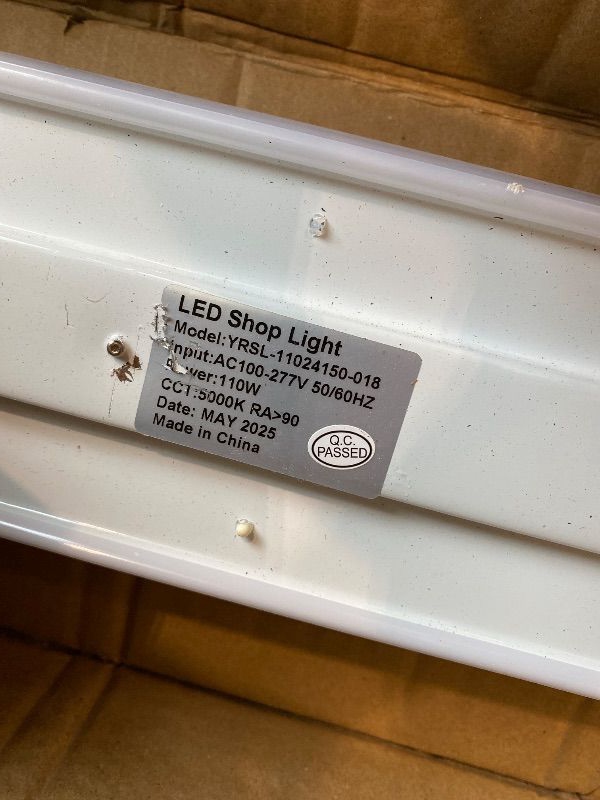 LED Shop Light
Model:YRSL-11024150-018
Input:AC100-277V 50/60HZ
Power:110W
CCT:5000K RA>90
Date: MAY 2025
Made in China
Q.C.
PASSED